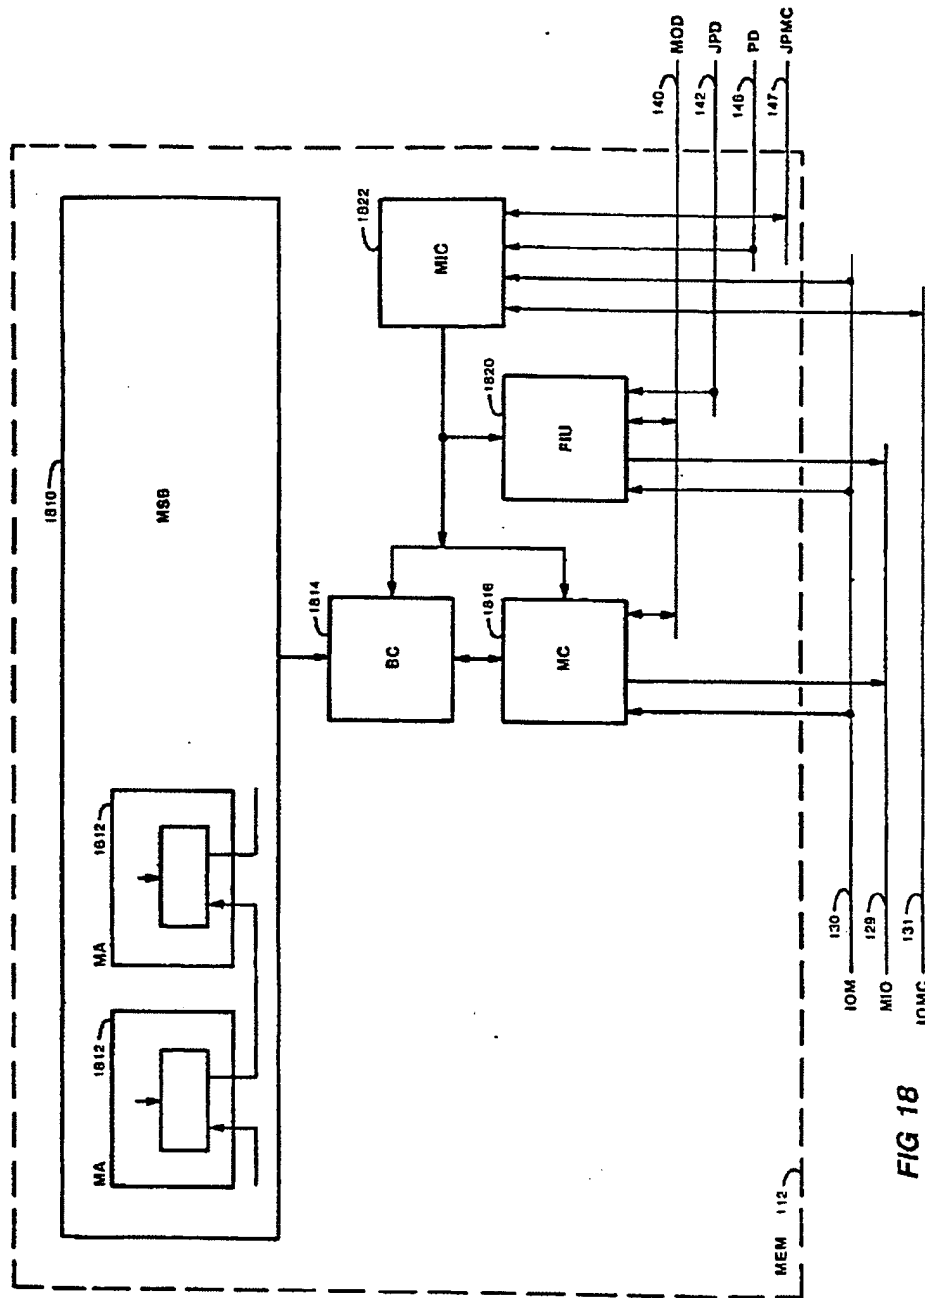 MEM 112
MA 1812
MA 1812
1810
MSB
1814
BC
1816
MC
1820
FIU
1822
MIC
140 MOD
142 JPD
146 PD
147 JPMC
IOM 130
MIO 129
IOMC 131
FIG 18